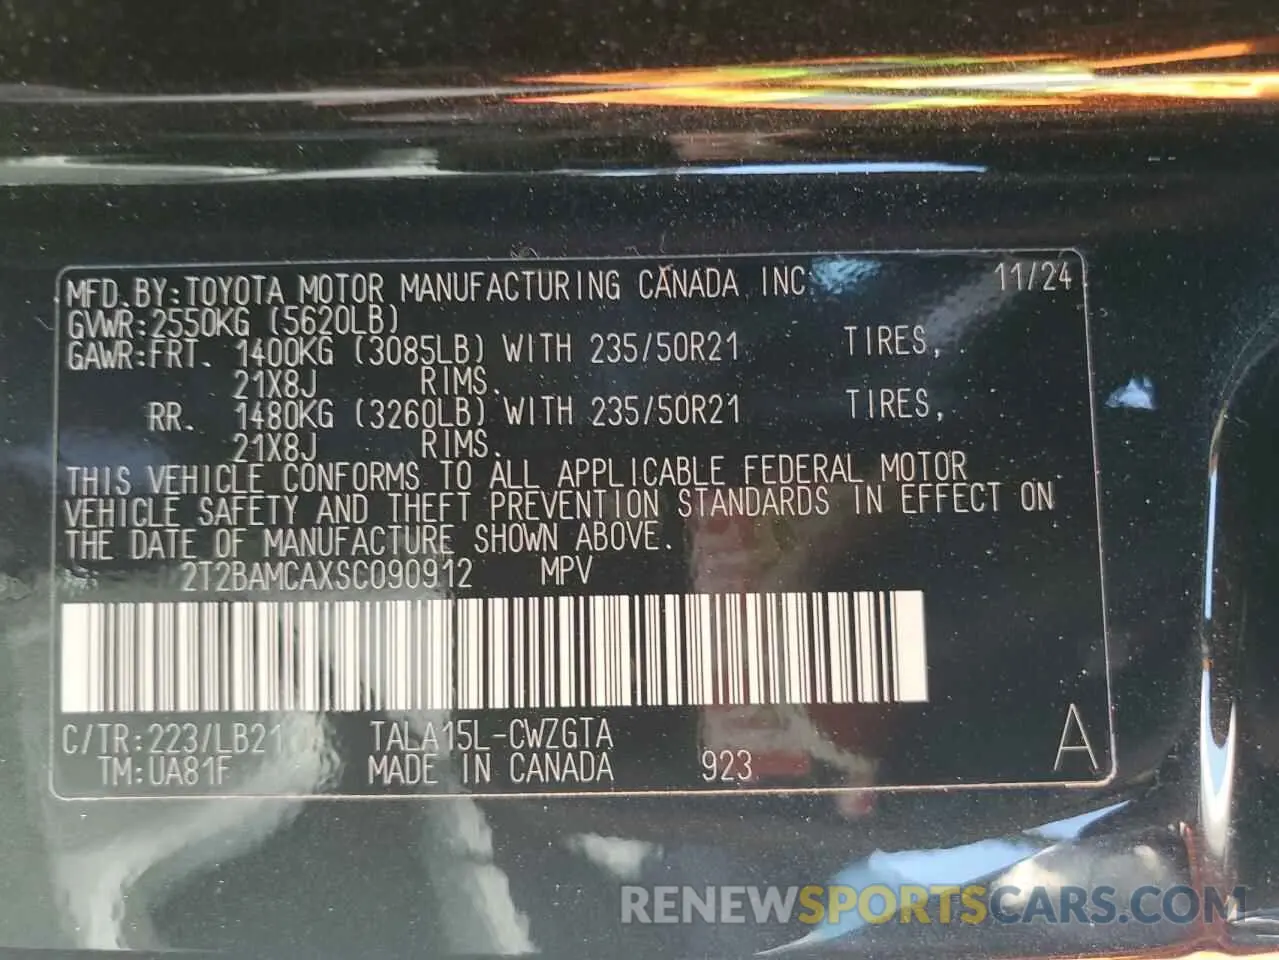 MFD.BY:TOYOTA MOTOR MANUFACTURING CANADA, INC. 11/24
GVWR:2550KG (5620LB)
GAWR:FRT. 1400KG (3085LB) WITH 235/50R21 TIRES,
21X8J RIMS.
RR. 1480KG (3260LB) WITH 235/50R21 TIRES,
21X8J RIMS.
THIS VEHICLE CONFORMS TO ALL APPLICABLE FEDERAL MOTOR
VEHICLE SAFETY AND THEFT PREVENTION STANDARDS IN EFFECT ON
THE DATE OF MANUFACTURE SHOWN ABOVE.
2T2BAMCAXSC090912 MPV
C/TR:223/LB21 TALA15L-CWZGTA
TM:UA81F MADE IN CANADA 923
A
RENEWSPORTSCARS.COM